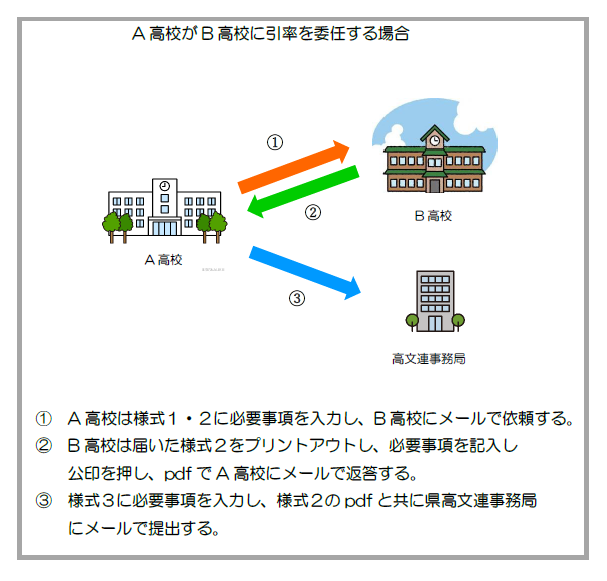 A高校がB高校に引率を委任する場合
①
②
B高校
A高校
③
高文連事務局
① A高校は様式1・2に必要事項を入力し、B高校にメールで依頼する。
② B高校は届いた様式2をプリントアウトし、必要事項を記入し
公印を押し、pdfでA高校にメールで返答する。
③ 様式3に必要事項を入力し、様式2のpdfと共に県高文連事務局
にメールで提出する。